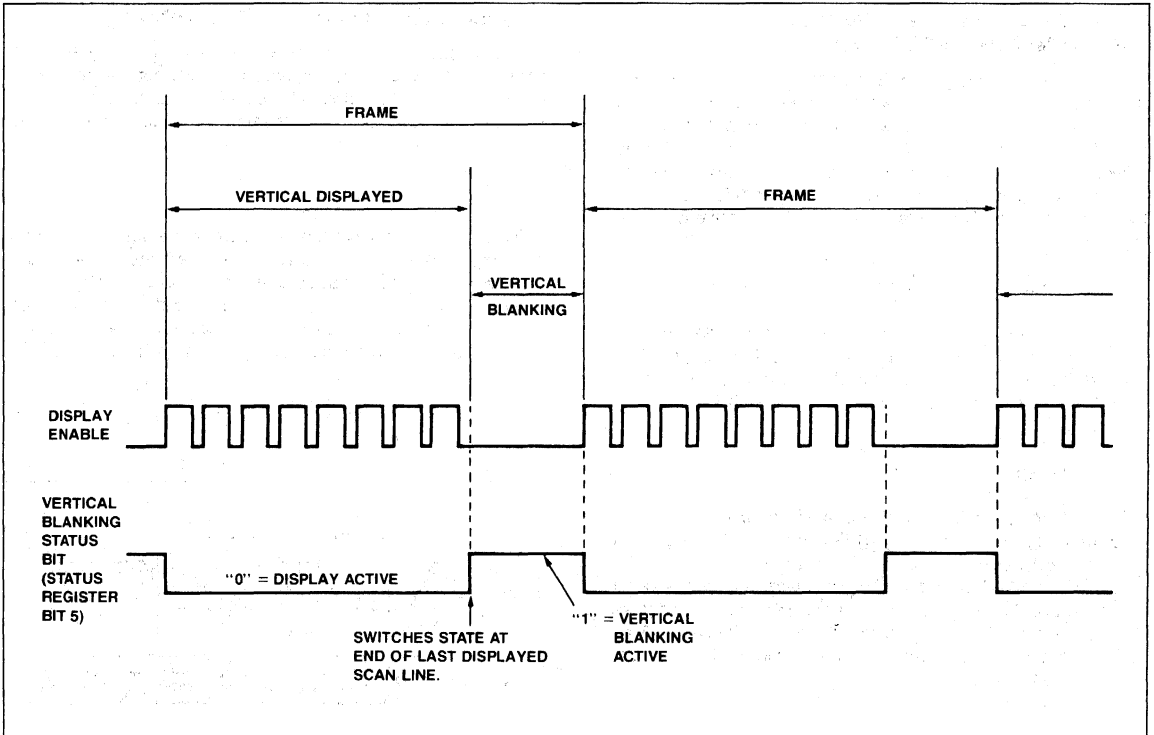 FRAME
VERTICAL DISPLAYED
FRAME
VERTICAL
BLANKING
DISPLAY
ENABLE
VERTICAL
BLANKING
STATUS
BIT
(STATUS
REGISTER
BIT 5)
“0” = DISPLAY ACTIVE
SWITCHES STATE AT
END OF LAST DISPLAYED
SCAN LINE.
“1” = VERTICAL
BLANKING
ACTIVE